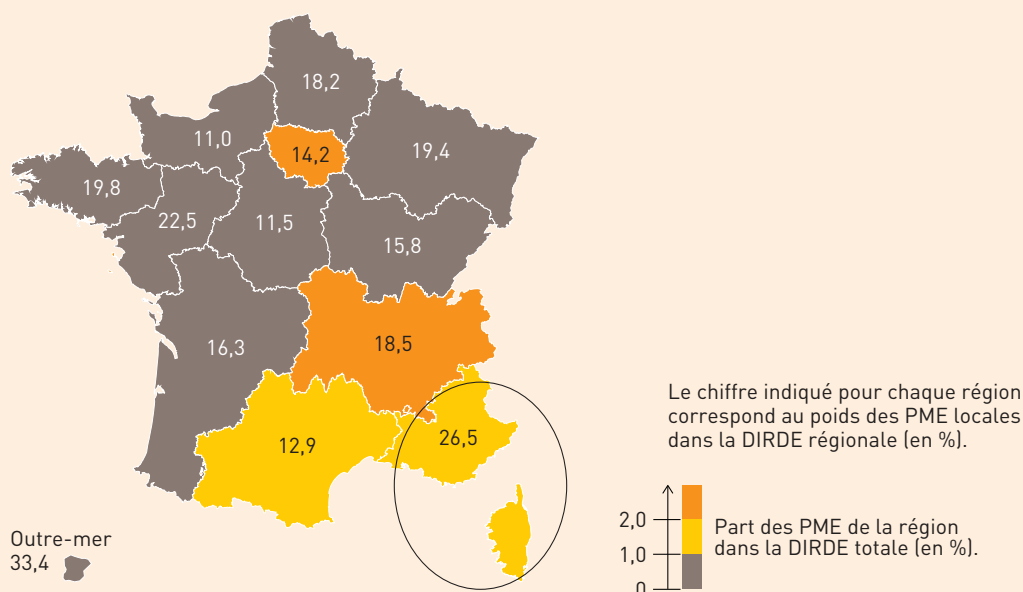 18,2
11,0
14,2
19,4
19,8
22,5
11,5
15,8
16,3
18,5
12,9
26,5
Le chiffre indiqué pour chaque région
correspond au poids des PME locales
dans la DIRDE régionale (en %).
2,0
1,0
0
Part des PME de la région
dans la DIRDE totale (en %).
Outre-mer
33,4